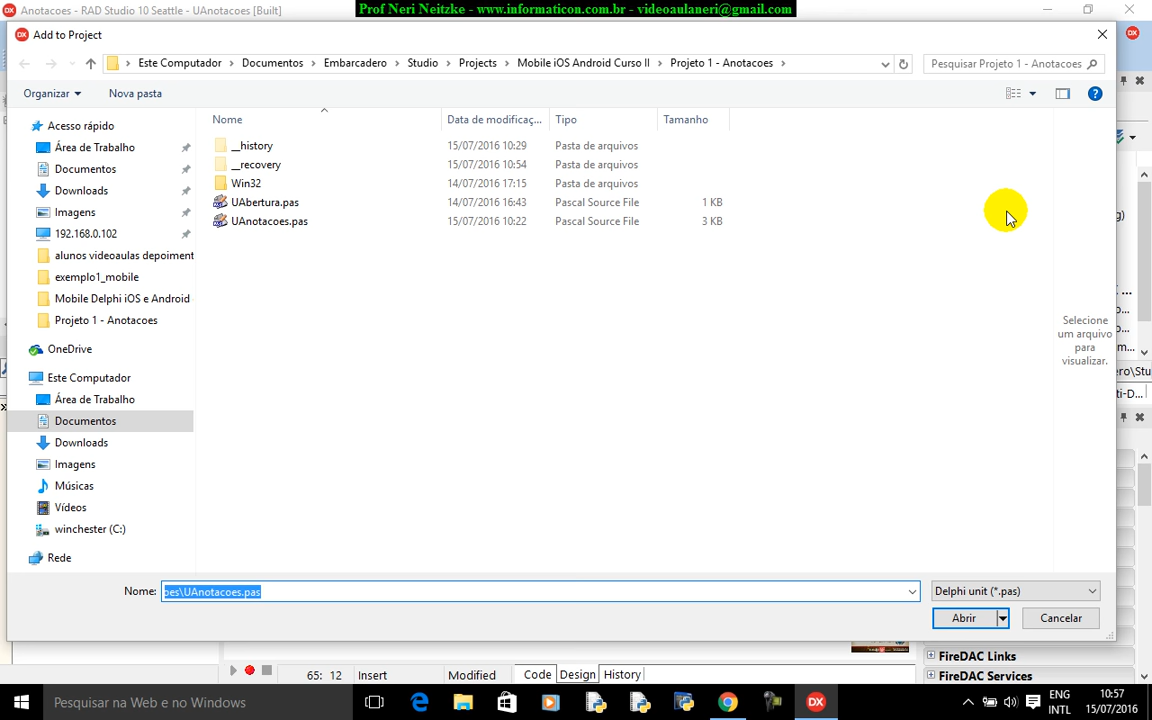 Anotacoes - RAD Studio 10 Seattle - UAnotacoes [Built]
Prof Neri Neitzke - www.informaticon.com.br - videoaulaneri@gmail.com
Add to Project
Este Computador > Documentos > Embarcadero > Studio > Projects > Mobile iOS Android Curso II > Projeto 1 - Anotacoes >
Pesquisar Projeto 1 - Anotacoes
Organizar
Nova pasta
Nome
Data de modificaç...
Tipo
Tamanho
Acesso rápido
Área de Trabalho
Documentos
Downloads
Imagens
192.168.0.102
alunos videoaulas depoiment
exemplo1_mobile
Mobile Delphi iOS e Android
Projeto 1 - Anotacoes
OneDrive
Este Computador
Área de Trabalho
Documentos
Downloads
Imagens
Músicas
Vídeos
winchester (C:)
Rede
__history 15/07/2016 10:29 Pasta de arquivos
__recovery 15/07/2016 10:54 Pasta de arquivos
Win32 14/07/2016 17:15 Pasta de arquivos
UAbertura.pas 14/07/2016 16:43 Pascal Source File 1 KB
UAnotacoes.pas 15/07/2016 10:22 Pascal Source File 3 KB
Selecione
um arquivo
para
visualizar.
Nome:
oes\UAnotacoes.pas
Delphi unit (*.pas)
Abrir
Cancelar
65: 12
Insert
Modified
Code
Design
History
FireDAC Links
FireDAC Services
Pesquisar na Web e no Windows
ENG
INTL
10:57
15/07/2016